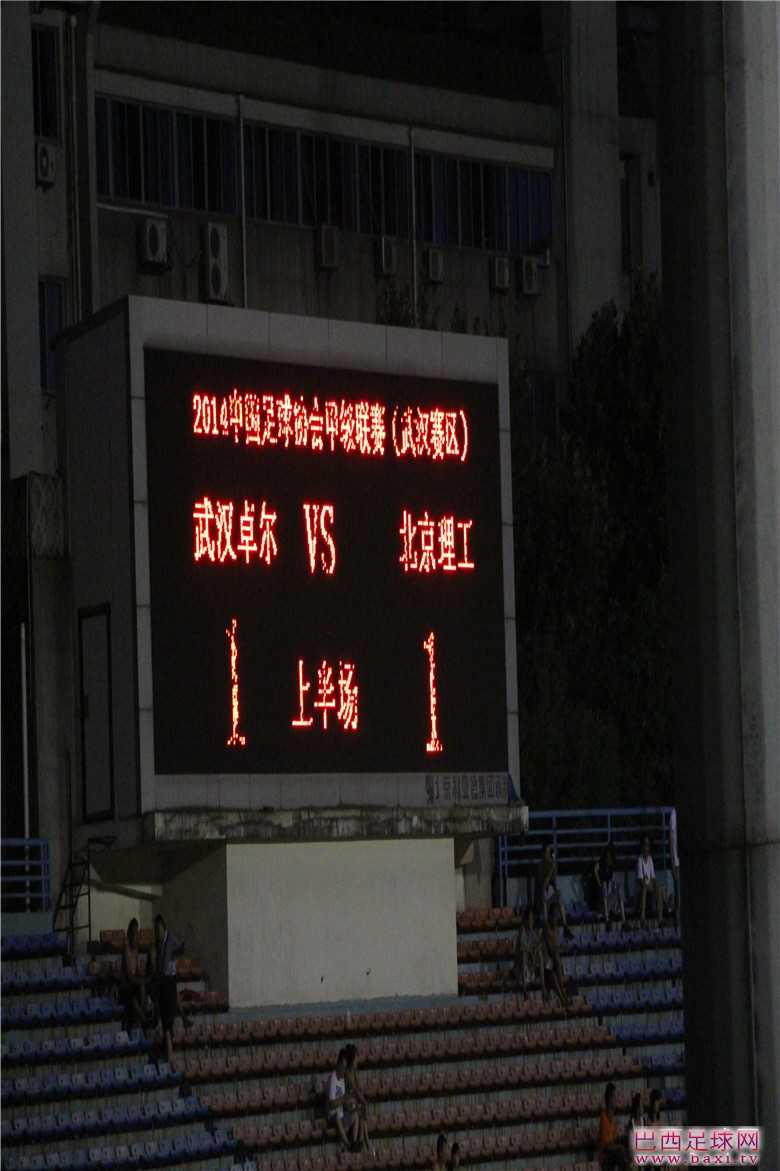 2014中国足球协会甲级联赛（武汉赛区）
武汉卓尔 VS 北京理工
1 上半场 1
巴西足球网
www.baxi.tv